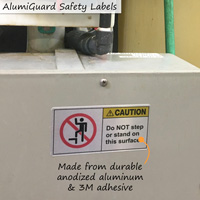 AlumiGuard Safety Labels
CAUTION
Do NOT step
or stand on
this surface
Made from durable
anodized aluminum
& 3M adhesive